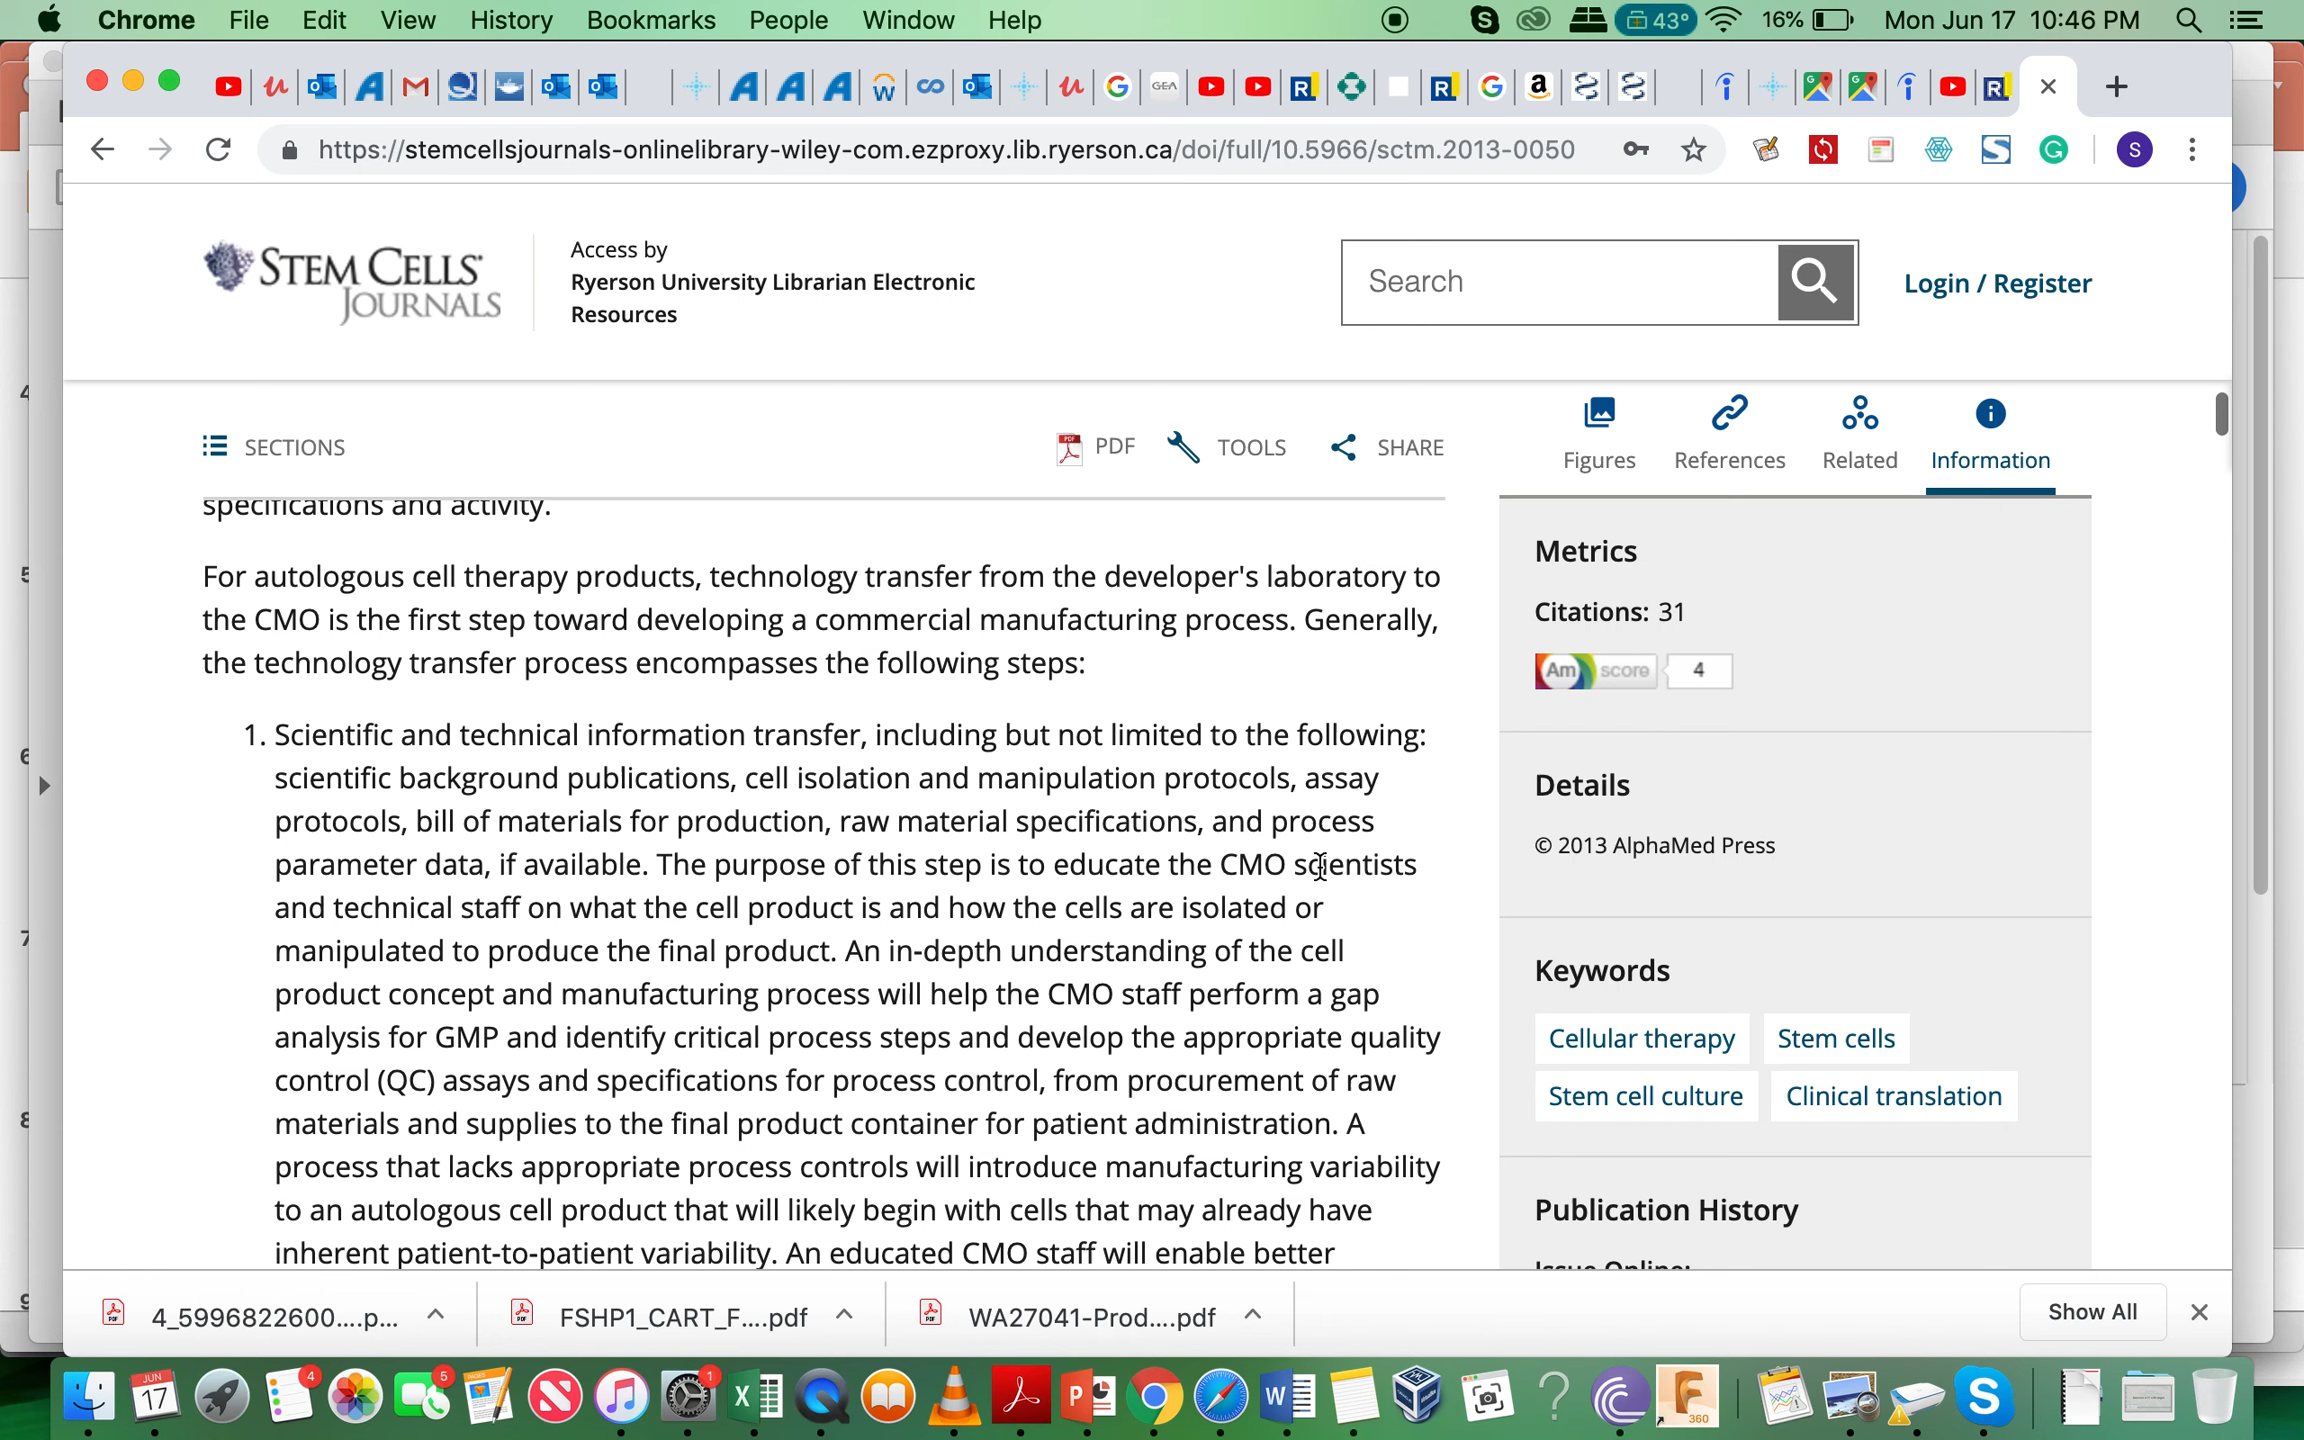 Chrome File Edit View History Bookmarks People Window Help 43° 16% Mon Jun 17 10:46 PM
https://stemcellsjournals-onlinelibrary-wiley-com.ezproxy.lib.ryerson.ca/doi/full/10.5966/sctm.2013-0050 S
STEM CELLS
JOURNALS
Access by
Ryerson University Librarian Electronic
Resources
Search
Login / Register
SECTIONS PDF TOOLS SHARE
Figures References Related Information
specifications and activity.
For autologous cell therapy products, technology transfer from the developer's laboratory to
the CMO is the first step toward developing a commercial manufacturing process. Generally,
the technology transfer process encompasses the following steps:
1. Scientific and technical information transfer, including but not limited to the following:
scientific background publications, cell isolation and manipulation protocols, assay
protocols, bill of materials for production, raw material specifications, and process
parameter data, if available. The purpose of this step is to educate the CMO scientists
and technical staff on what the cell product is and how the cells are isolated or
manipulated to produce the final product. An in-depth understanding of the cell
product concept and manufacturing process will help the CMO staff perform a gap
analysis for GMP and identify critical process steps and develop the appropriate quality
control (QC) assays and specifications for process control, from procurement of raw
materials and supplies to the final product container for patient administration. A
process that lacks appropriate process controls will introduce manufacturing variability
to an autologous cell product that will likely begin with cells that may already have
inherent patient-to-patient variability. An educated CMO staff will enable better
Metrics
Citations: 31
Am score 4
Details
© 2013 AlphaMed Press
Keywords
Cellular therapy Stem cells
Stem cell culture Clinical translation
Publication History
Issue Online:
4_5996822600....p... FSHP1_CART_F....pdf WA27041-Prod....pdf Show All
JUN
17
4
5
1
360